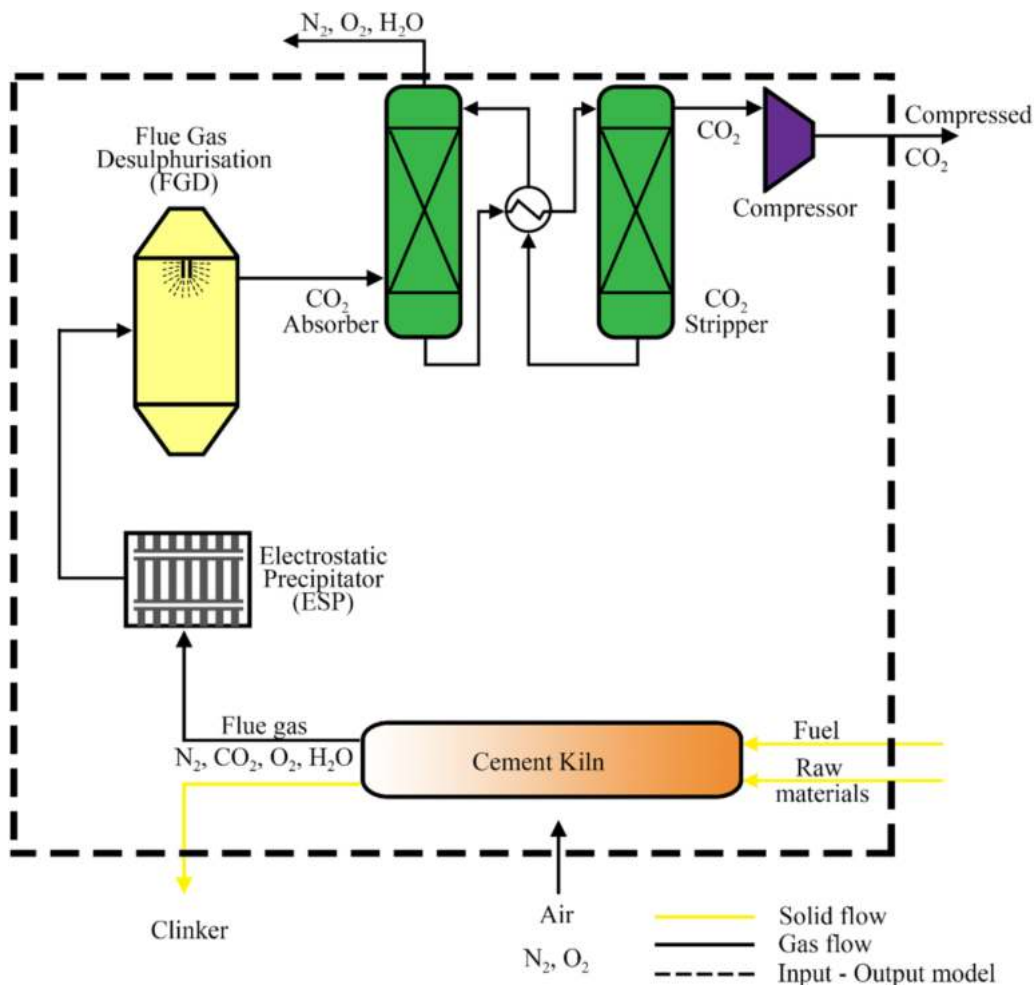 N₂, O₂, H₂O
Flue Gas
Desulphurisation
(FGD)
CO₂
Compressed
CO₂
Compressor
CO₂
Absorber
CO₂
Stripper
Electrostatic
Precipitator
(ESP)
Flue gas
N₂, CO₂, O₂, H₂O
Cement Kiln
Fuel
Raw
materials
Clinker
Air
N₂, O₂
Solid flow
Gas flow
Input - Output model